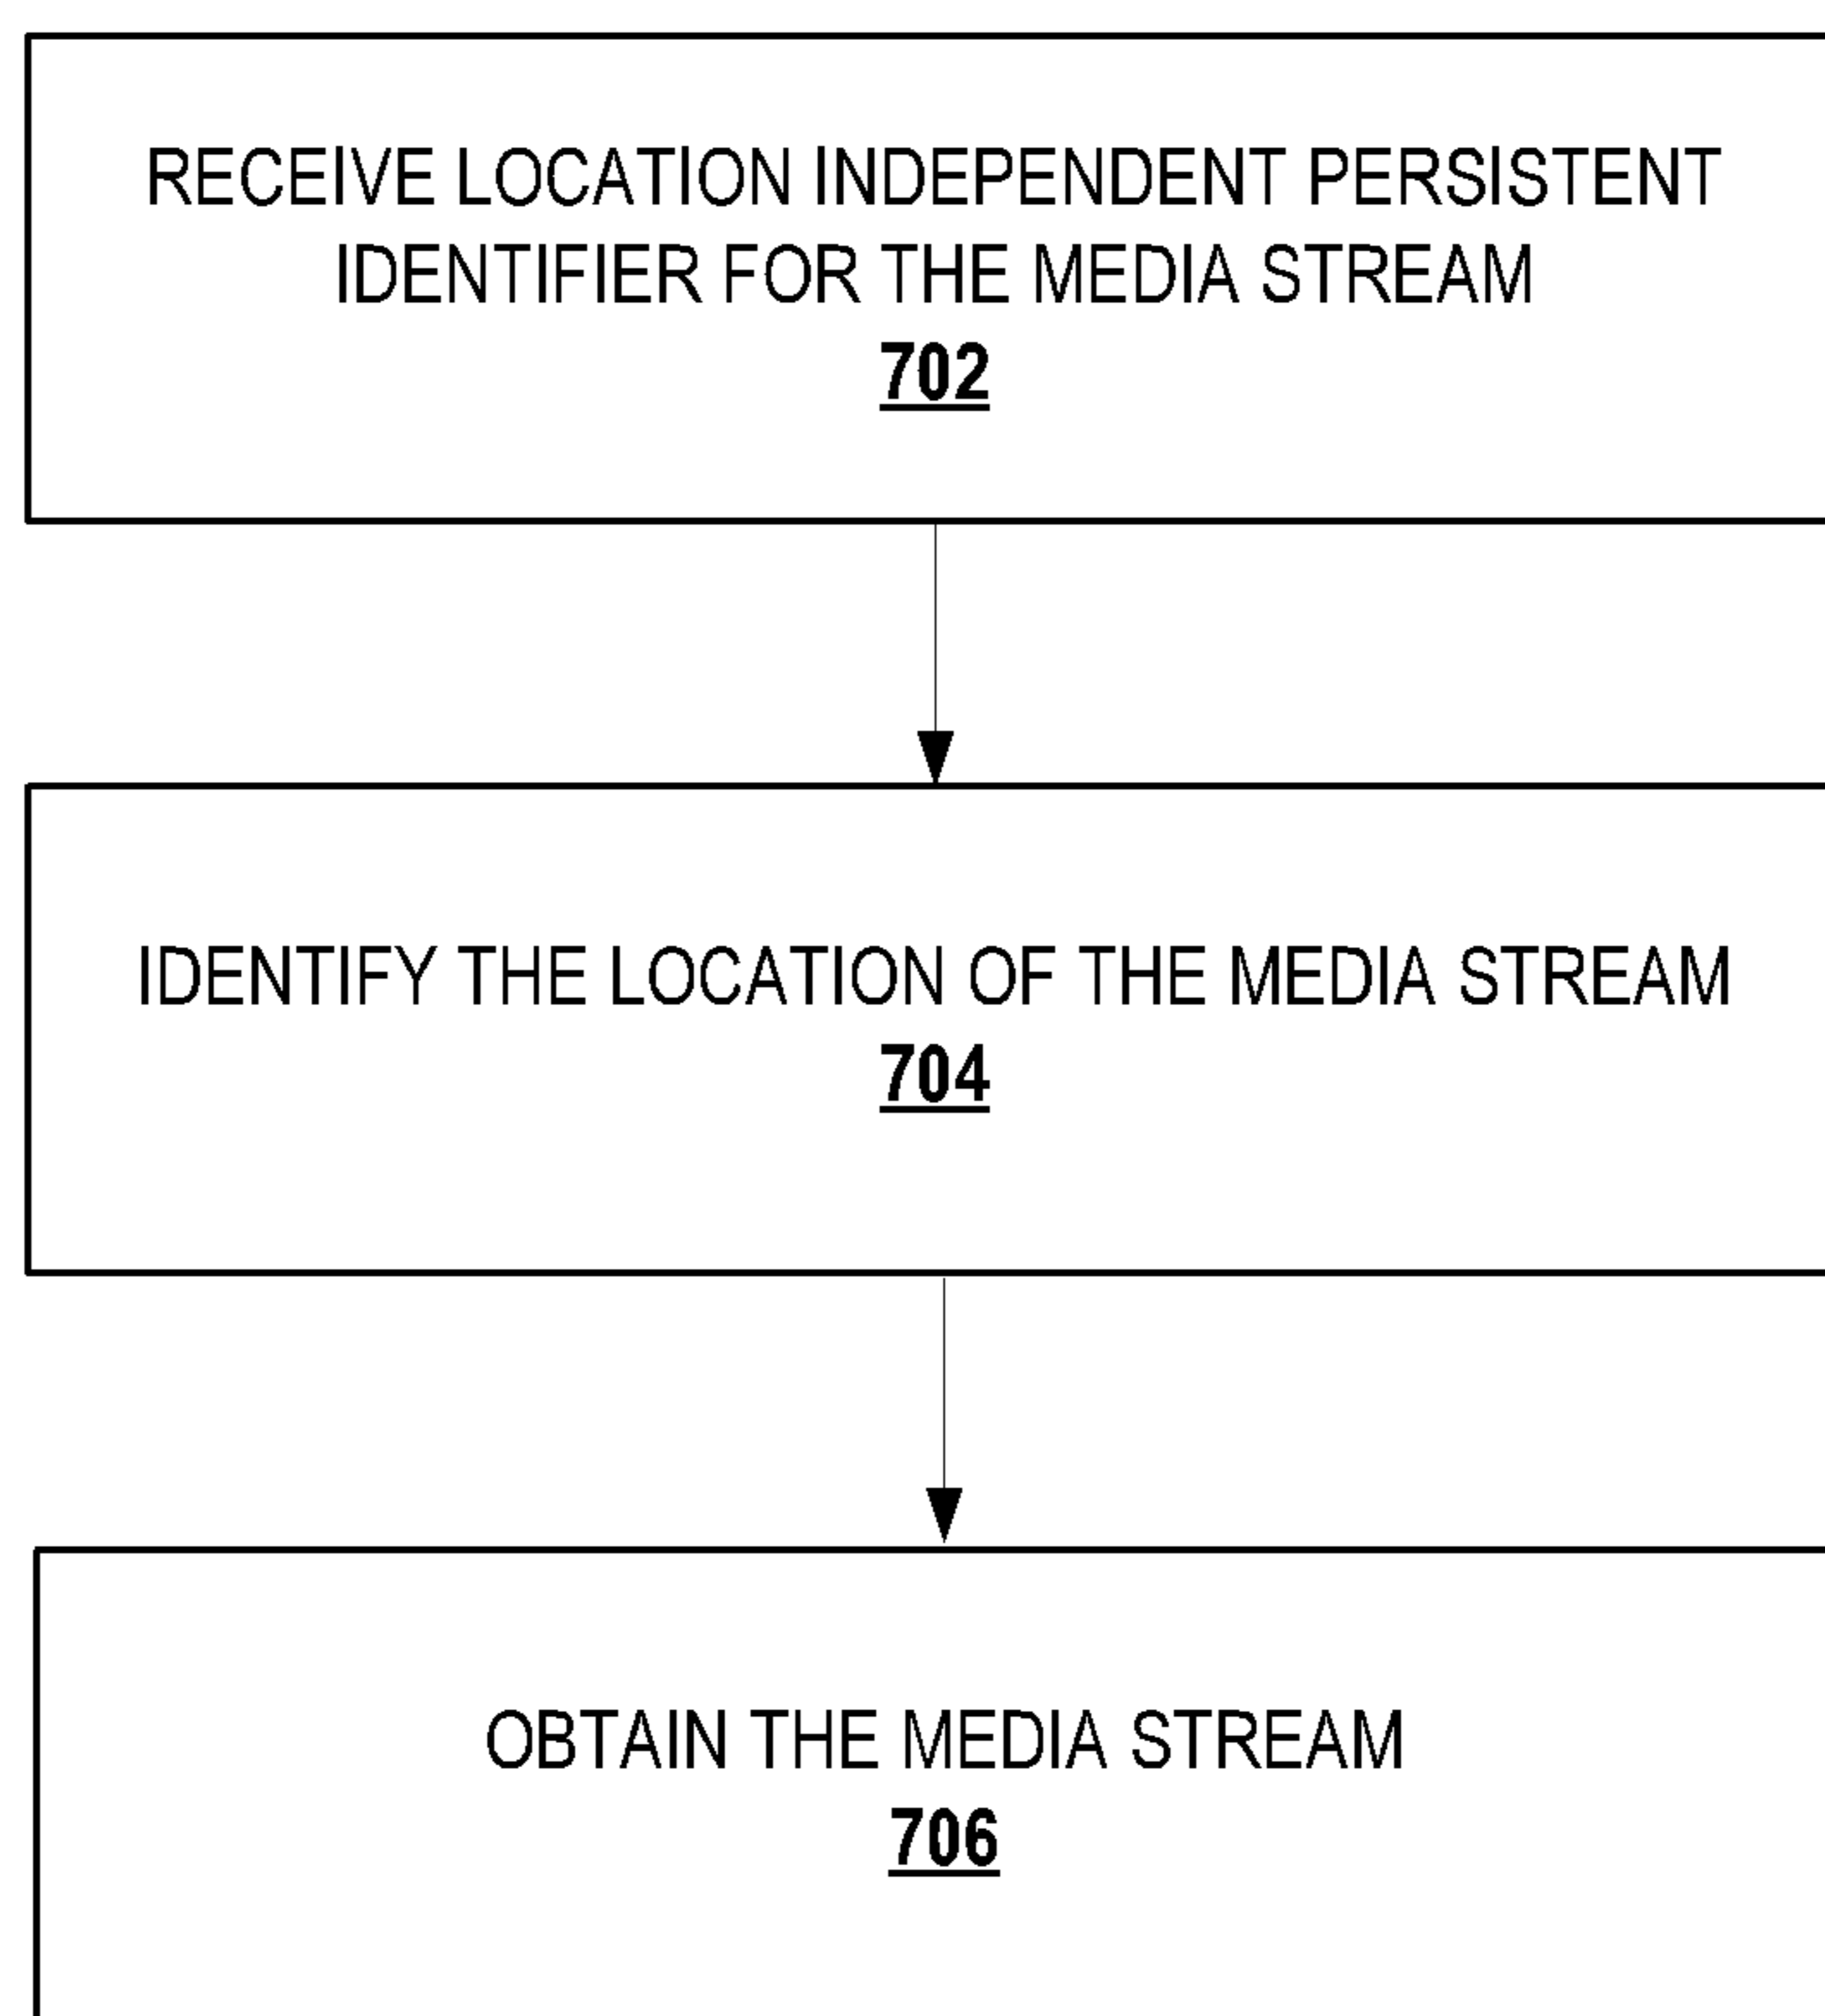 RECEIVE LOCATION INDEPENDENT PERSISTENT
IDENTIFIER FOR THE MEDIA STREAM
702
IDENTIFY THE LOCATION OF THE MEDIA STREAM
704
OBTAIN THE MEDIA STREAM
706